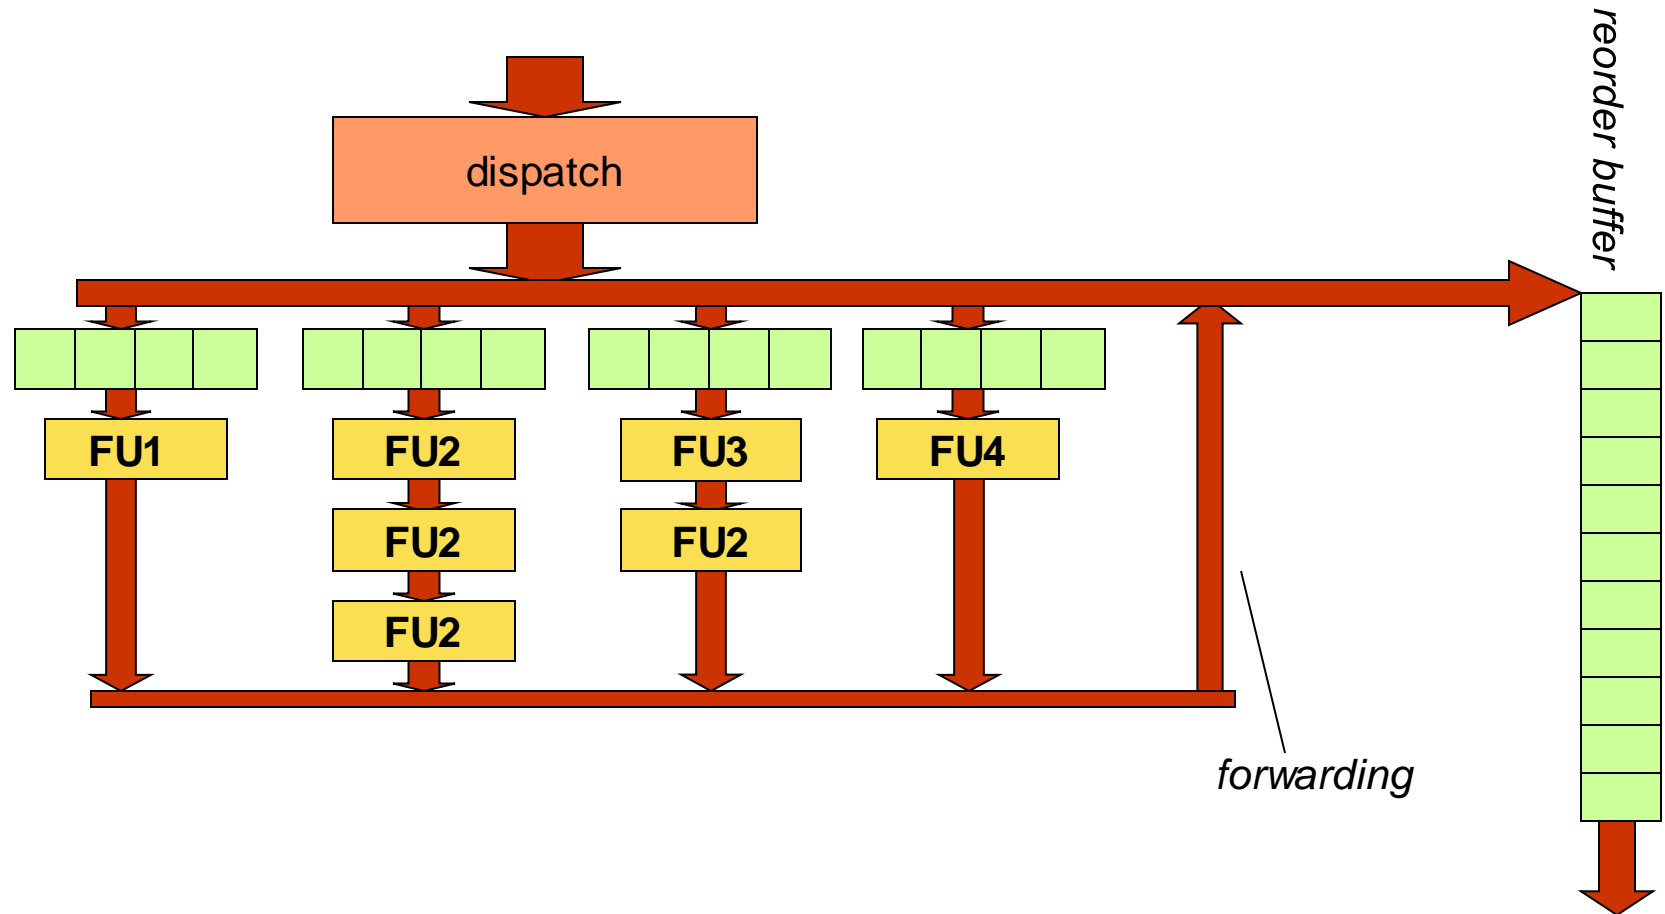 reorder buffer
dispatch
FU1
FU2
FU3
FU4
FU2
FU2
FU2
forwarding